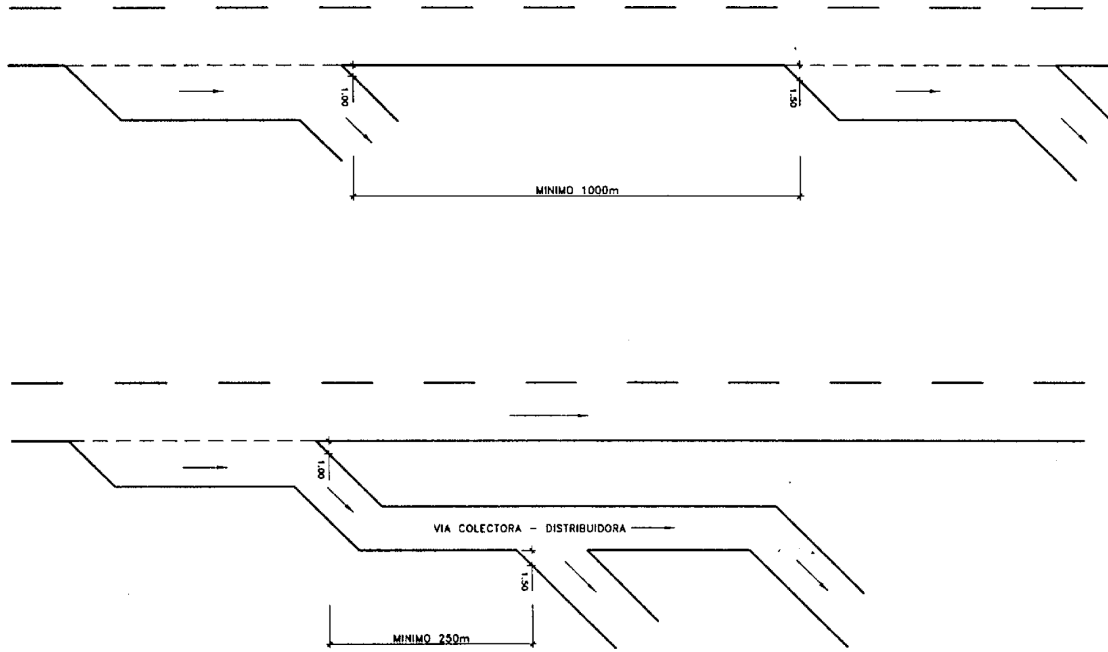 1.00
1.50
MINIMO 1000m
1.00
VIA COLECTORA - DISTRIBUIDORA
1.50
MINIMO 250m